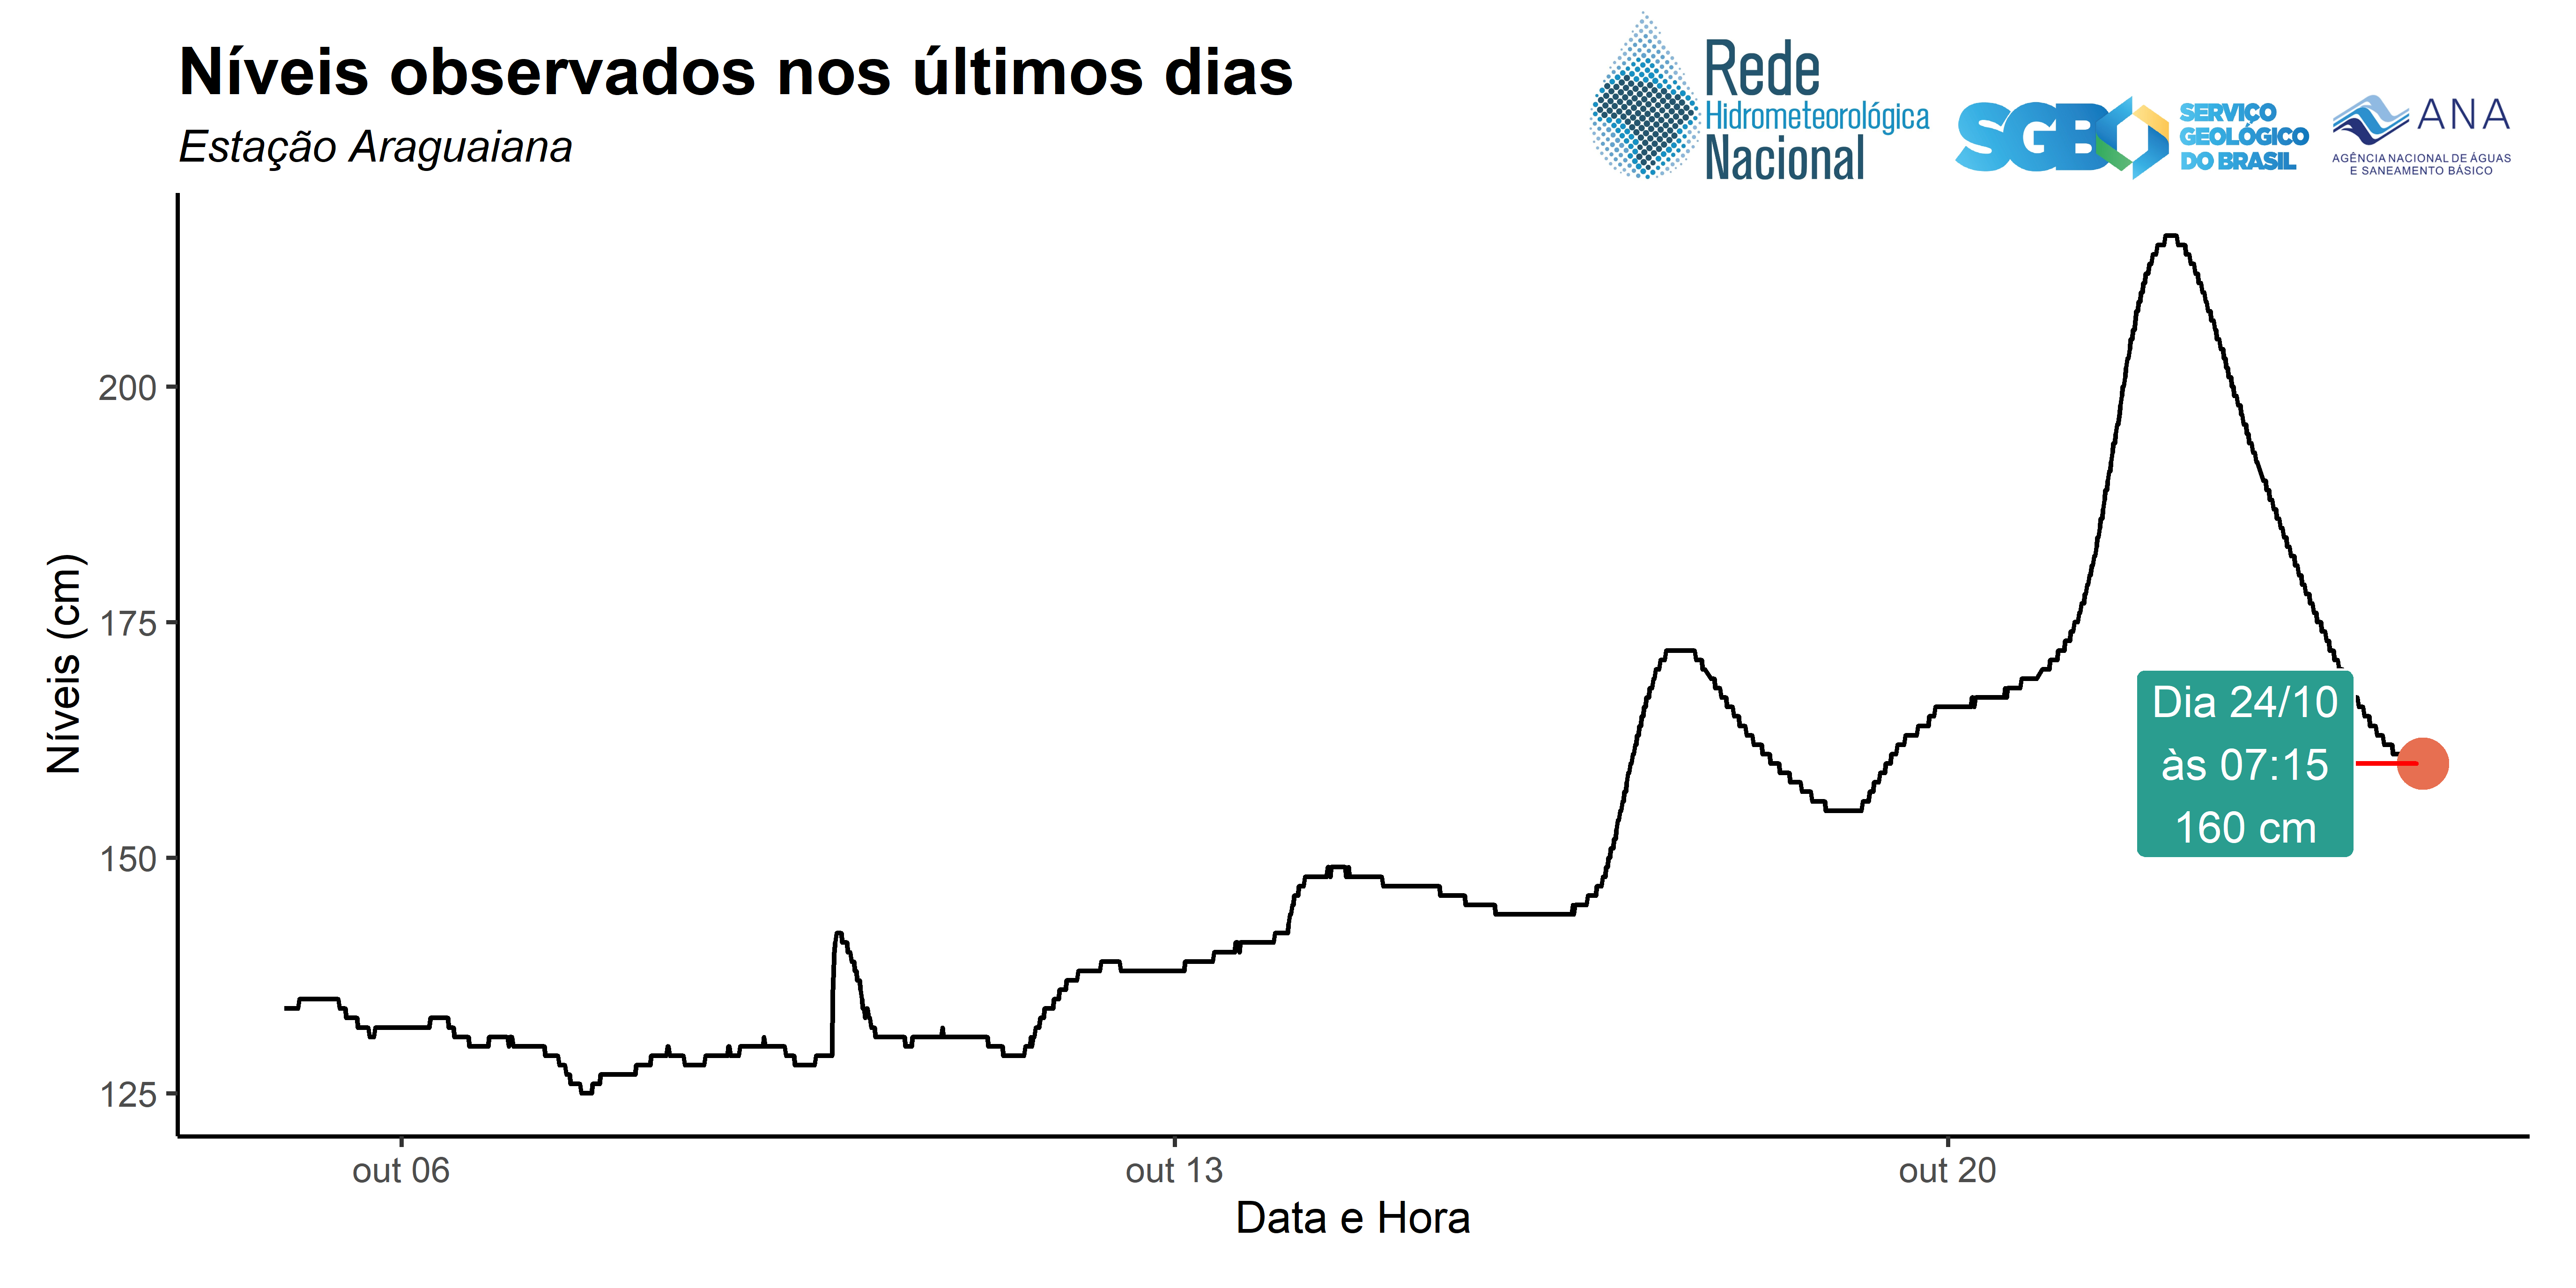 Níveis observados nos últimos dias
Estação Araguaiana
Rede
Hidrometeorológica
Nacional
SGB
SERVIÇO
GEOLÓGICO
DO BRASIL
ANA
AGÊNCIA NACIONAL DE ÁGUAS
E SANEAMENTO BÁSICO
Níveis (cm)
200
175
150
125
Dia 24/10
às 07:15
160 cm
out 06
out 13
out 20
Data e Hora